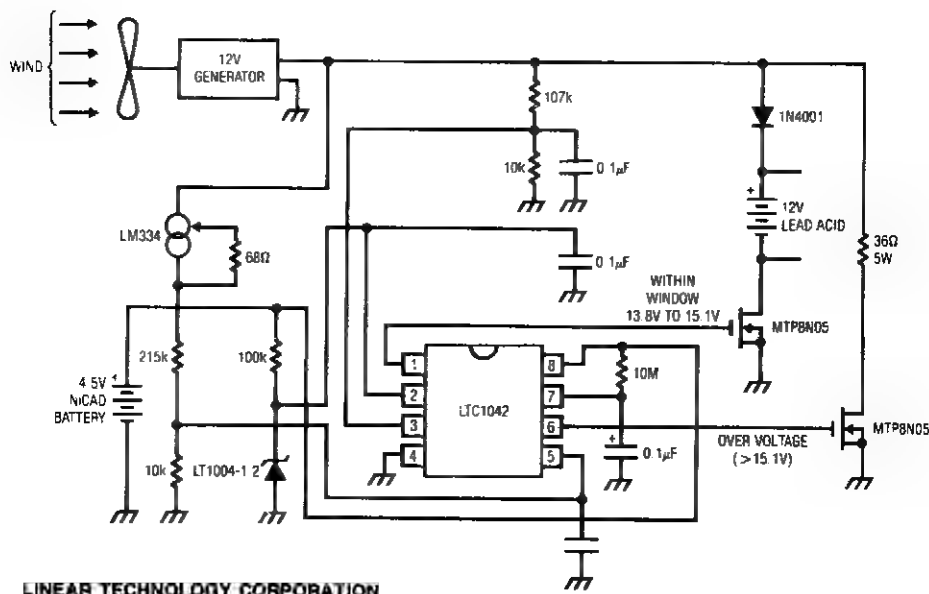 WIND
12V
GENERATOR
107k
1N4001
10k
0 1μF
+
12V
LEAD ACID
LM334
68Ω
36Ω
5W
0 1μF
WITHIN
WINDOW
13.8V TO 15.1V
MTP8N05
215k
100k
1
8
10M
4 5V
NiCAD
BATTERY
+
2
LTC1042
7
MTP8N05
3
6
OVER VOLTAGE
(>15.1V)
10k
LT1004-1 2
4
5
+
0.1μF
LINEAR TECHNOLOGY CORPORATION